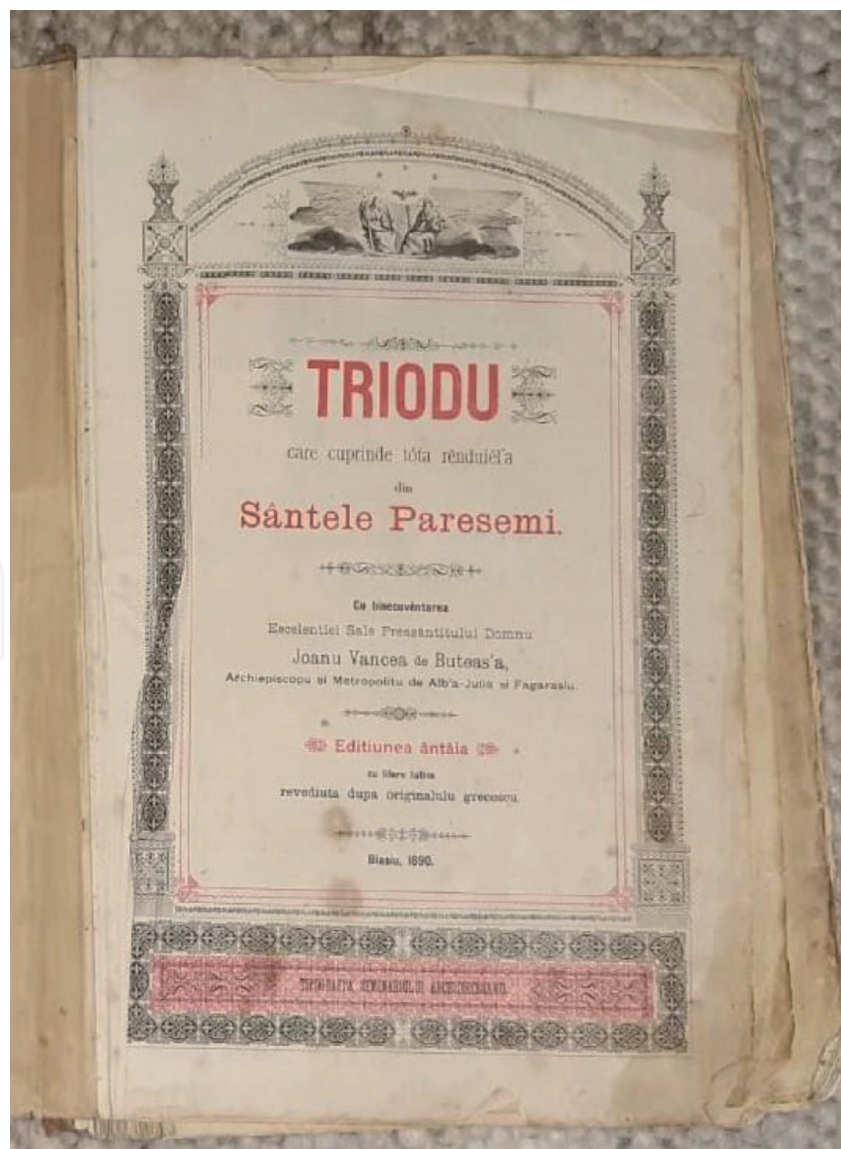 TRIODU
care cuprinde tóta rênduiél'a
din
Sântele Paresemi.
Cu binecuvêntarea
Escelentiei Sale Preasântitului Domnu
Joanu Vancea de Buteas'a,
Archiepiscopu si Metropolitu de Alb'a-Julia si Fagarasiu.
Editiunea ântâia
cu litere latine
revediuta dupa originalulu grecescu.
Blasiu, 1890.
TIPOGRAFI'A SEMINARIULUI ARCHIDIECESANU.